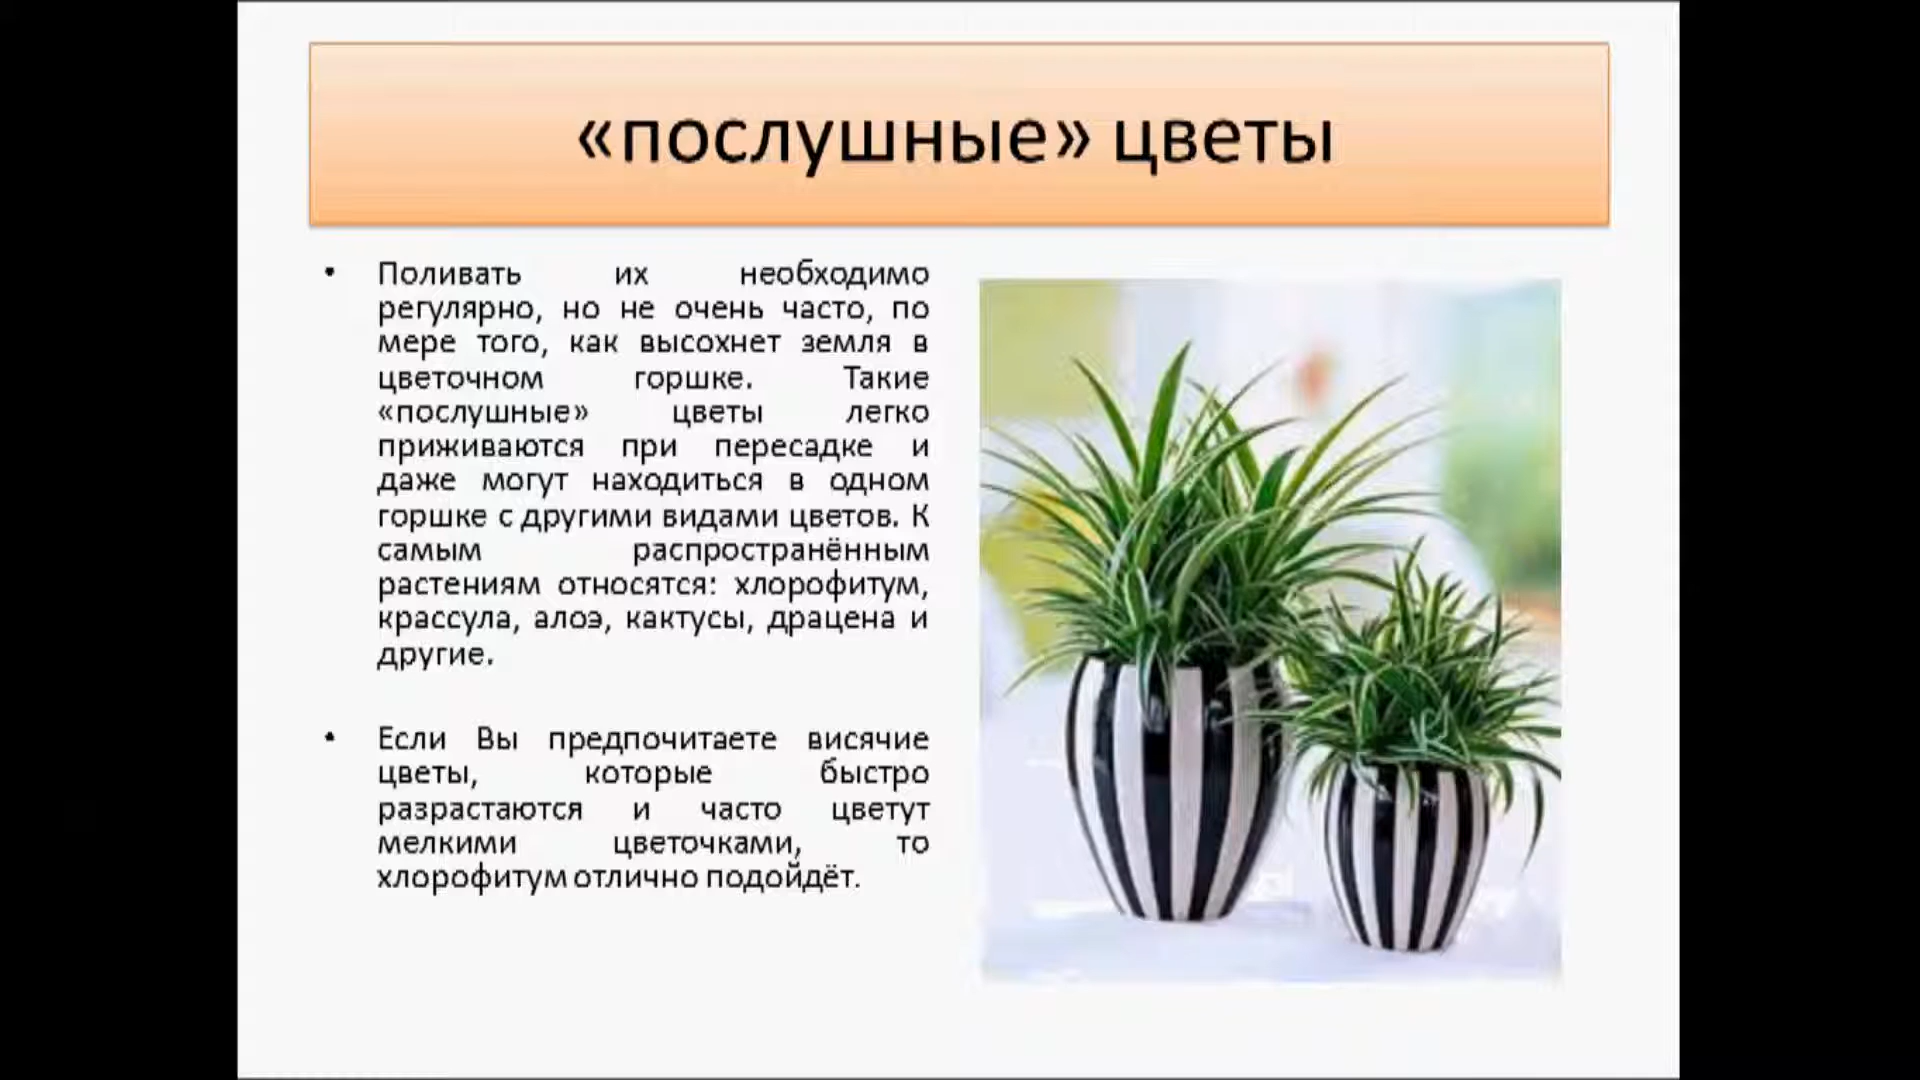 «послушные» цветы
• Поливать их необходимо
регулярно, но не очень часто, по
мере того, как высохнет земля в
цветочном горшке. Такие
«послушные» цветы легко
приживаются при пересадке и
даже могут находиться в одном
горшке с другими видами цветов. К
самым распространённым
растениям относятся: хлорофитум,
крассула, алоэ, кактусы, драцена и
другие.
• Если Вы предпочитаете висячие
цветы, которые быстро
разрастаются и часто цветут
мелкими цветочками, то
хлорофитум отлично подойдёт.